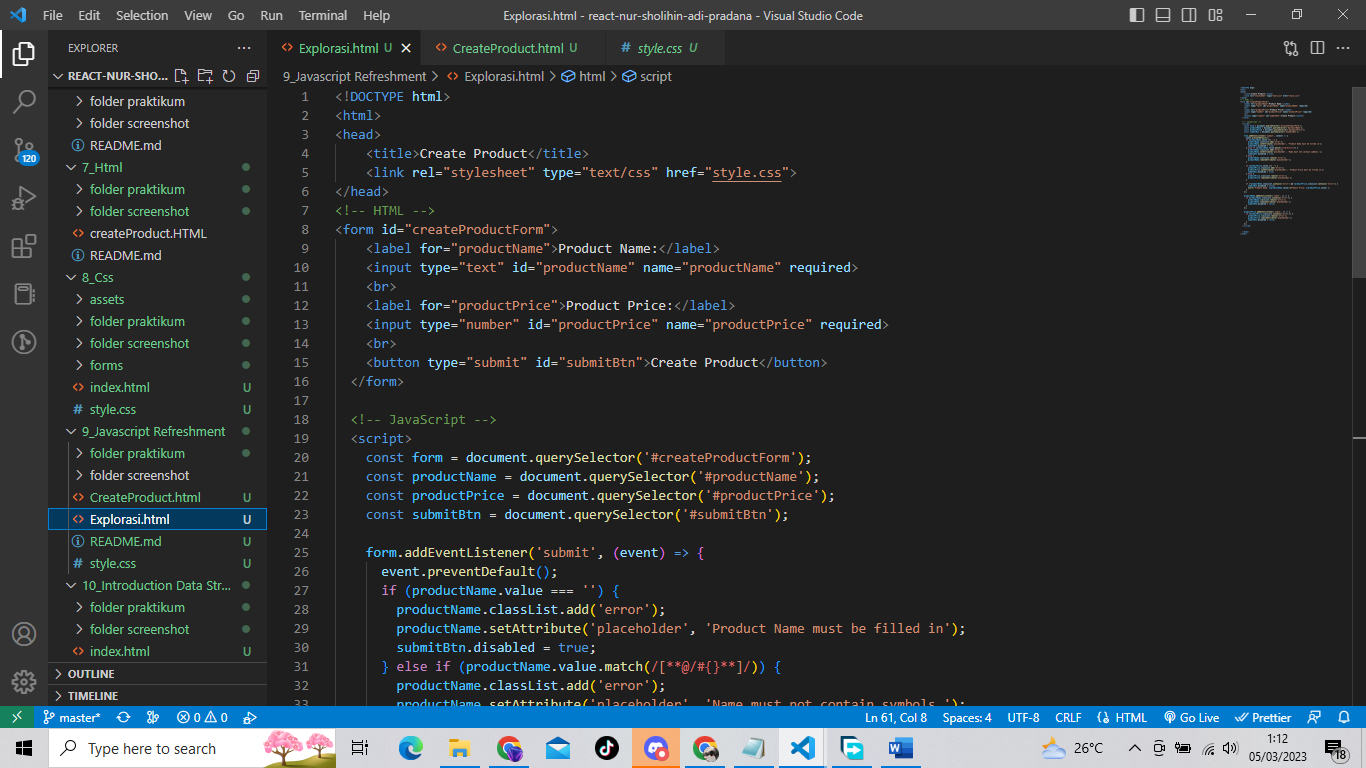 File Edit Selection View Go Run Terminal Help
Explorasi.html - react-nur-sholihin-adi-pradana - Visual Studio Code
EXPLORER
REACT-NUR-SHO...
folder praktikum
folder screenshot
README.md
7_Html
folder praktikum
folder screenshot
createProduct.HTML
README.md
8_Css
assets
folder praktikum
folder screenshot
forms
index.html U
style.css U
9_Javascript Refreshment
folder praktikum
folder screenshot
CreateProduct.html U
Explorasi.html U
README.md U
style.css U
10_Introduction Data Str...
folder praktikum
folder screenshot
index.html U
OUTLINE
TIMELINE
120
Explorasi.html U
CreateProduct.html U
style.css U
9_Javascript Refreshment > Explorasi.html > html > script
1 <!DOCTYPE html>
2 <html>
3 <head>
4 <title>Create Product</title>
5 <link rel="stylesheet" type="text/css" href="style.css">
6 </head>
7 <!-- HTML -->
8 <form id="createProductForm">
9 <label for="productName">Product Name:</label>
10 <input type="text" id="productName" name="productName" required>
11 <br>
12 <label for="productPrice">Product Price:</label>
13 <input type="number" id="productPrice" name="productPrice" required>
14 <br>
15 <button type="submit" id="submitBtn">Create Product</button>
16 </form>
17
18 <!-- JavaScript -->
19 <script>
20 const form = document.querySelector('#createProductForm');
21 const productName = document.querySelector('#productName');
22 const productPrice = document.querySelector('#productPrice');
23 const submitBtn = document.querySelector('#submitBtn');
24
25 form.addEventListener('submit', (event) => {
26 event.preventDefault();
27 if (productName.value === '') {
28 productName.classList.add('error');
29 productName.setAttribute('placeholder', 'Product Name must be filled in');
30 submitBtn.disabled = true;
31 } else if (productName.value.match(/[**@/#{}**]/)) {
32 productName.classList.add('error');
33 productName.setAttribute('placeholder', 'Name must not contain symbols.');
master* 0 0 Ln 61, Col 8 Spaces: 4 UTF-8 CRLF HTML Go Live Prettier
Type here to search
26°C
1:12
05/03/2023
18